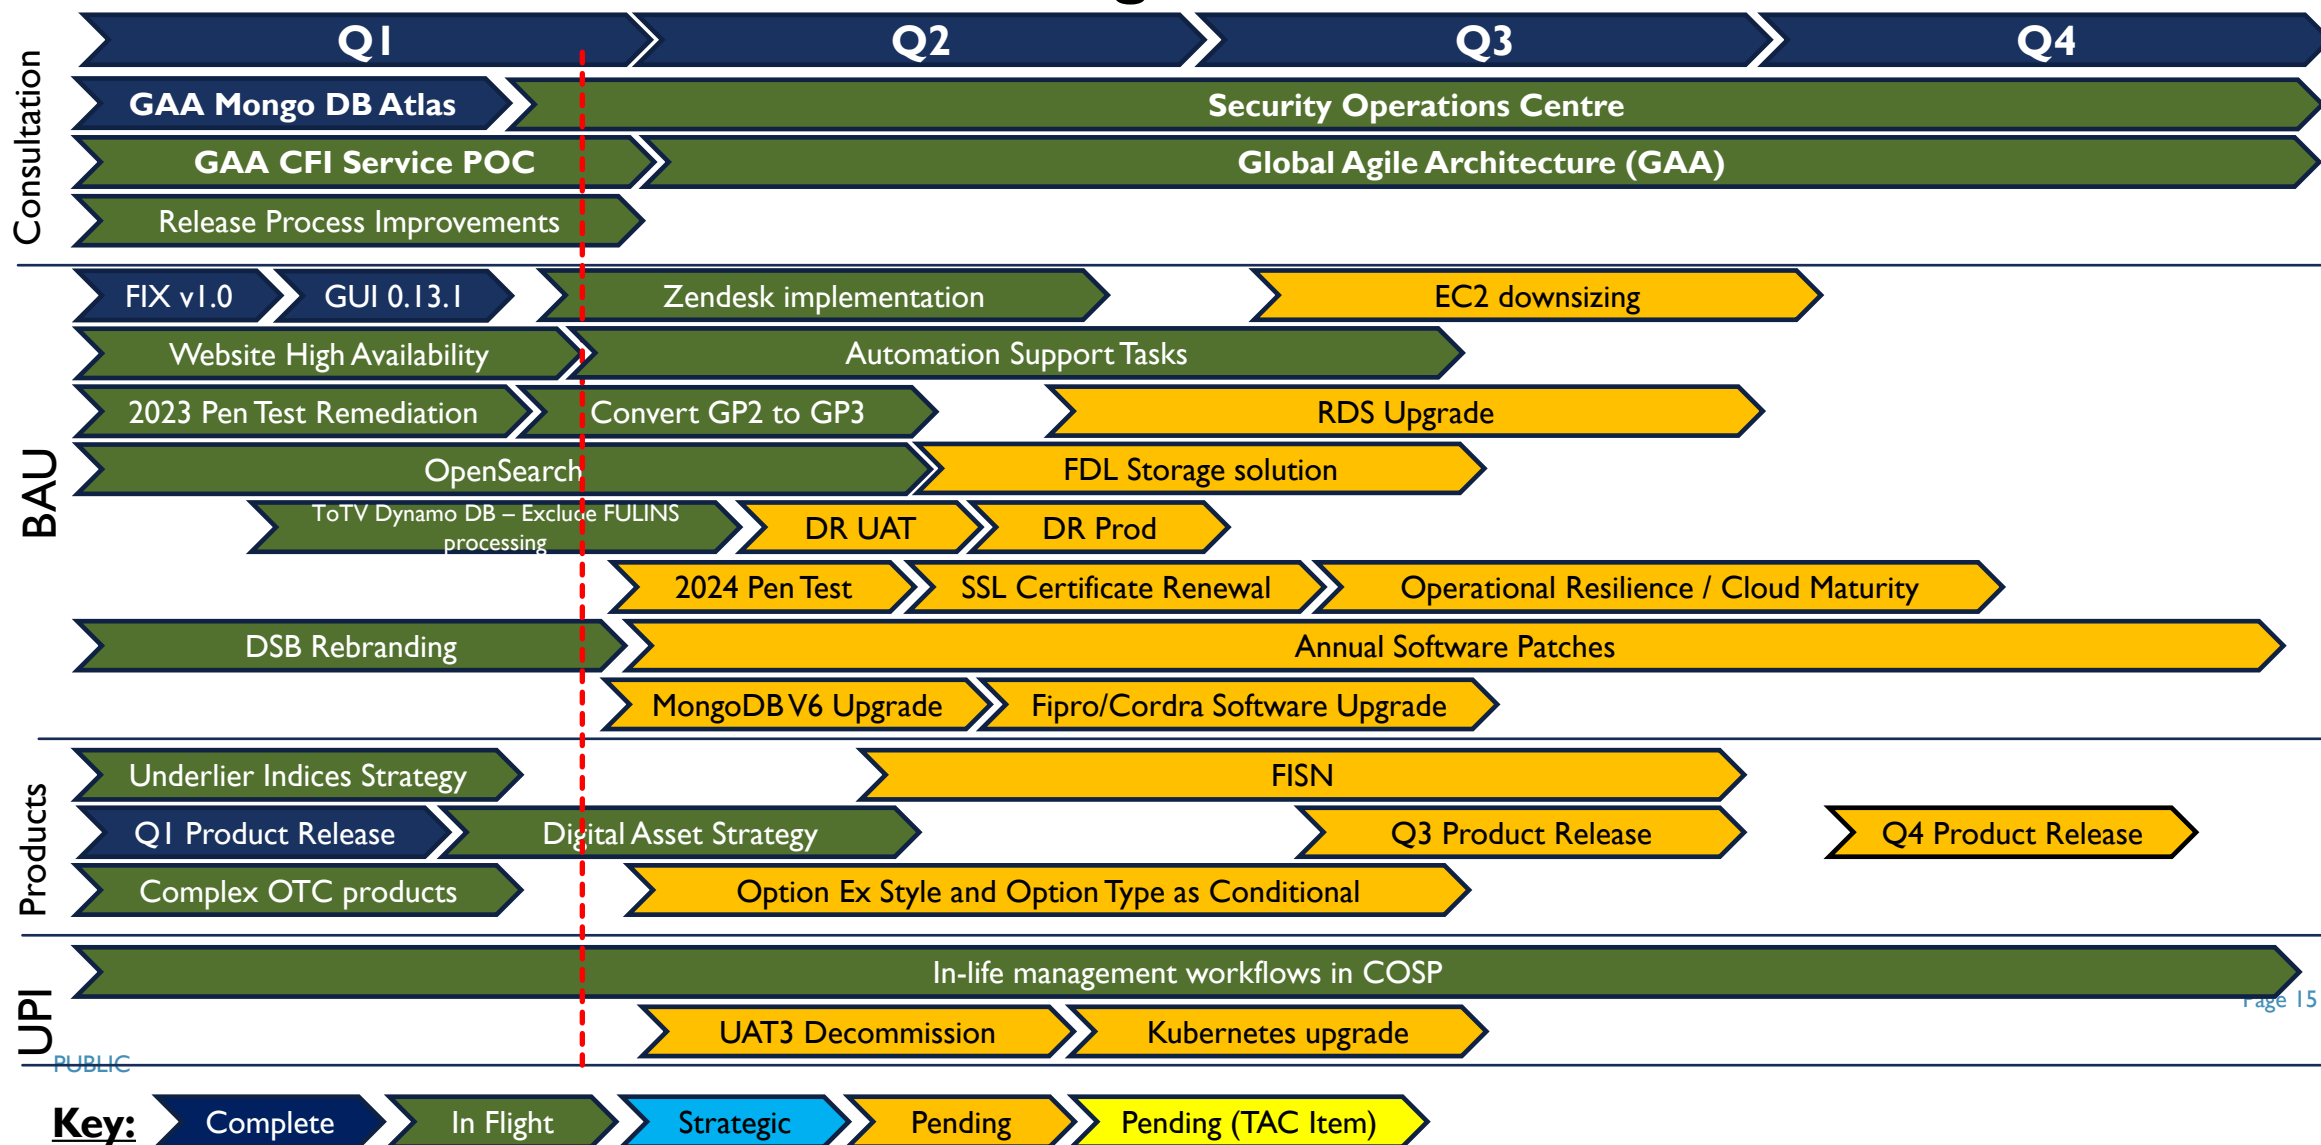 Q1 Q2 Q3 Q4
Consultation
GAA Mongo DB Atlas Security Operations Centre
GAA CFI Service POC Global Agile Architecture (GAA)
Release Process Improvements
BAU
FIX v1.0 GUI 0.13.1 Zendesk implementation EC2 downsizing
Website High Availability Automation Support Tasks
2023 Pen Test Remediation Convert GP2 to GP3 RDS Upgrade
OpenSearch FDL Storage solution
ToTV Dynamo DB – Exclude FULINS
processing
DR UAT DR Prod
2024 Pen Test SSL Certificate Renewal Operational Resilience / Cloud Maturity
DSB Rebranding Annual Software Patches
MongoDB V6 Upgrade Fipro/Cordra Software Upgrade
Products
Underlier Indices Strategy FISN
Q1 Product Release Digital Asset Strategy Q3 Product Release Q4 Product Release
Complex OTC products Option Ex Style and Option Type as Conditional
UPI
In-life management workflows in COSP
Page 15
UAT3 Decommission Kubernetes upgrade
PUBLIC
Key: Complete In Flight Strategic Pending Pending (TAC Item)